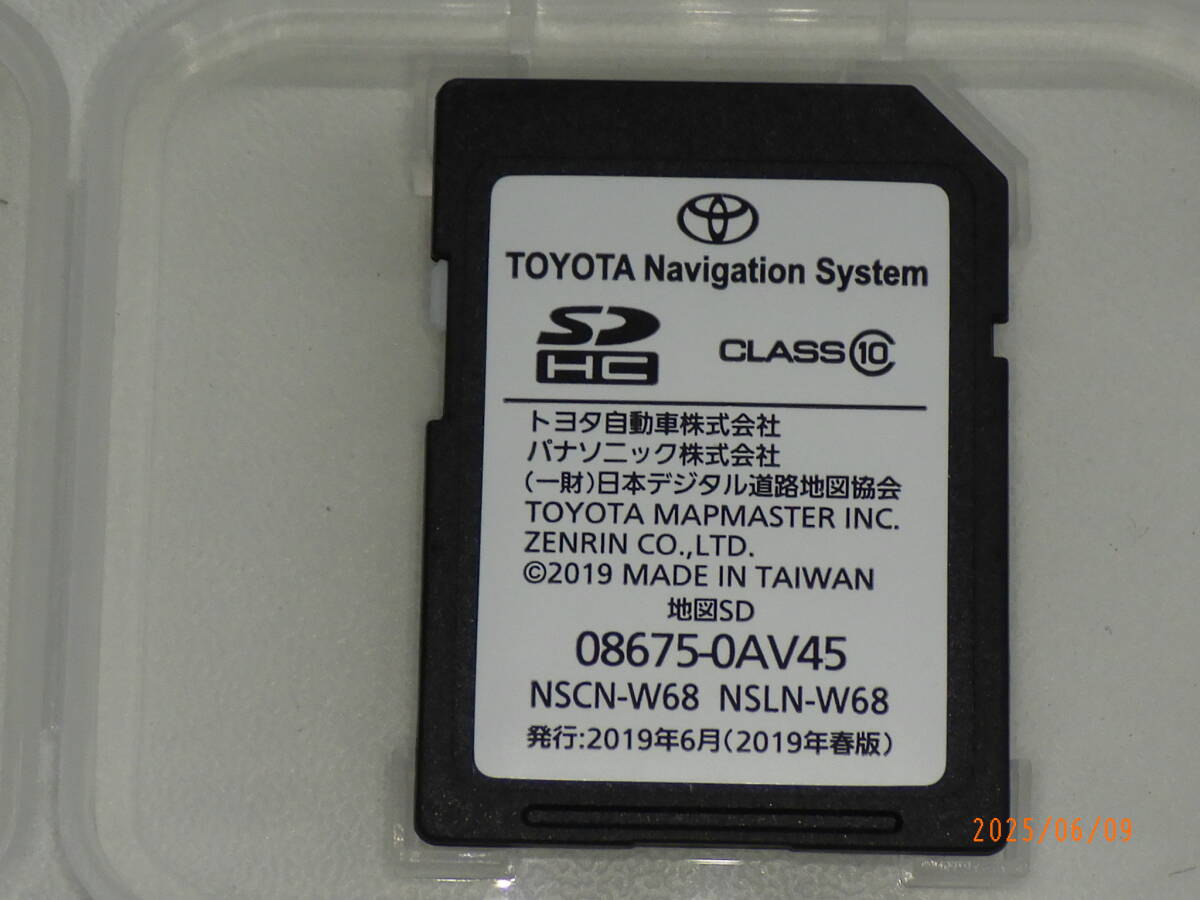 TOYOTA Navigation System
SD
HC
CLASS 10
トヨタ自動車株式会社
パナソニック株式会社
(一財)日本デジタル道路地図協会
TOYOTA MAPMASTER INC.
ZENRIN CO.,LTD.
©2019 MADE IN TAIWAN
地図SD
08675-0AV45
NSCN-W68 NSLN-W68
発行:2019年6月(2019年春版)
2025/06/09